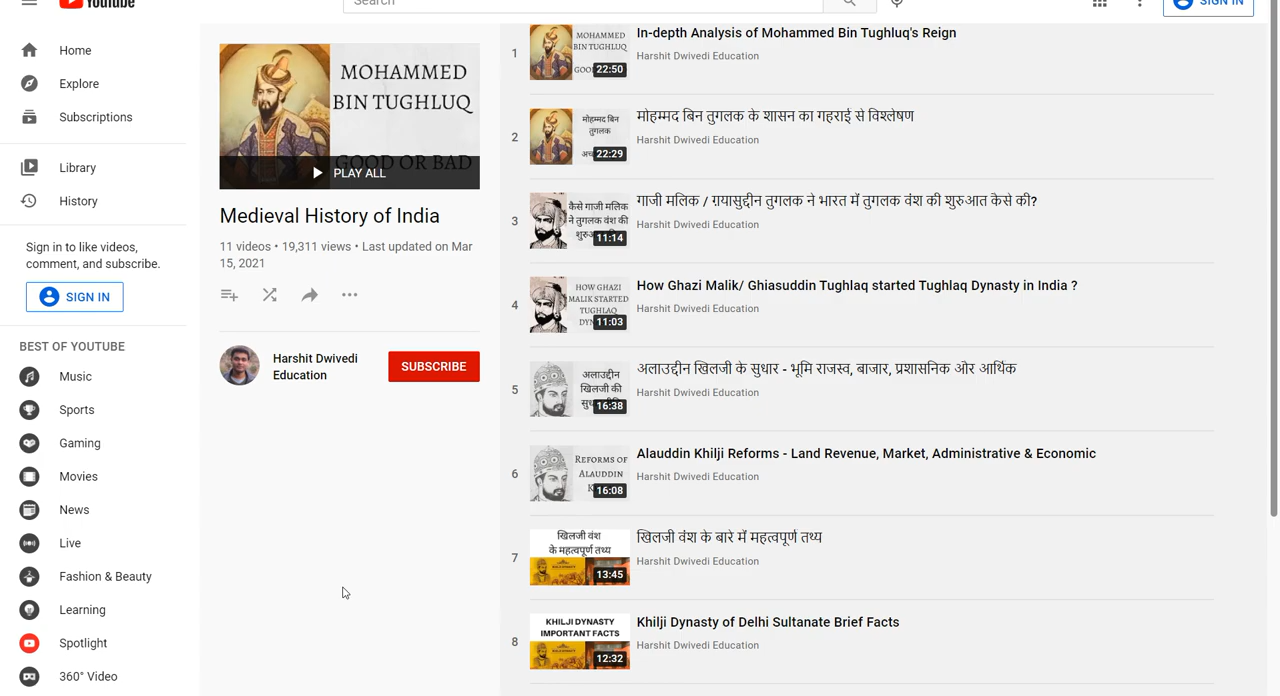 YouTube
Search
SIGN IN
Home
Explore
Subscriptions
Library
History
Sign in to like videos,
comment, and subscribe.
SIGN IN
BEST OF YOUTUBE
Music
Sports
Gaming
Movies
News
Live
Fashion & Beauty
Learning
Spotlight
360° Video
MOHAMMED
BIN TUGHLUQ
GOOD OR BAD
PLAY ALL
Medieval History of India
11 videos • 19,311 views • Last updated on Mar
15, 2021
Harshit Dwivedi
Education
SUBSCRIBE
1
MOHAMMED
BIN TUGHLUQ
22:50
In-depth Analysis of Mohammed Bin Tughluq's Reign
Harshit Dwivedi Education
2
मोहम्मद बिन
तुगलक
22:29
मोहम्मद बिन तुगलक के शासन का गहराई से विश्लेषण
Harshit Dwivedi Education
3
कैसे गाजी मलिक
ने तुगलक वंश की
11:14
गाजी मलिक / ग़यासुद्दीन तुगलक ने भारत में तुगलक वंश की शुरुआत केसे की?
Harshit Dwivedi Education
4
HOW GHAZI
MALIK STARTED
TUGHLAQ
11:03
How Ghazi Malik/ Ghiasuddin Tughlaq started Tughlaq Dynasty in India ?
Harshit Dwivedi Education
5
अलाउद्दीन
खिलजी की
16:38
अलाउद्दीन खिलजी के सुधार - भूमि राजस्व, बाजार, प्रशासनिक ओर आर्थिक
Harshit Dwivedi Education
6
REFORMS OF
ALAUDDIN
16:08
Alauddin Khilji Reforms - Land Revenue, Market, Administrative & Economic
Harshit Dwivedi Education
7
खिलजी वंश
के महत्वपूर्ण तथ्य
13:45
खिलजी वंश के बारे में महत्वपूर्ण तथ्य
Harshit Dwivedi Education
8
KHILJI DYNASTY
IMPORTANT FACTS
12:32
Khilji Dynasty of Delhi Sultanate Brief Facts
Harshit Dwivedi Education